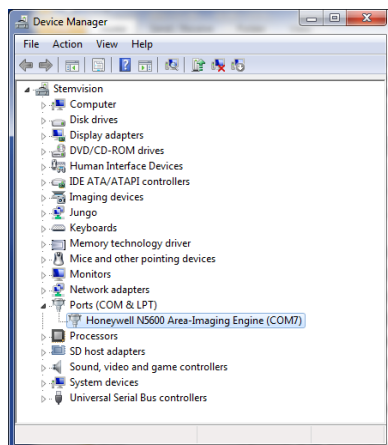 Device Manager
File Action View Help
Stemvision
Computer
Disk drives
Display adapters
DVD/CD-ROM drives
Human Interface Devices
IDE ATA/ATAPI controllers
Imaging devices
Jungo
Keyboards
Memory technology driver
Mice and other pointing devices
Monitors
Network adapters
Ports (COM & LPT)
Honeywell N5600 Area-Imaging Engine (COM7)
Processors
SD host adapters
Sound, video and game controllers
System devices
Universal Serial Bus controllers